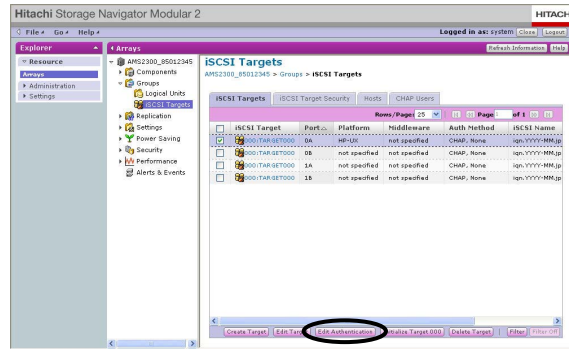 Hitachi Storage Navigator Modular 2
HITACH
File Go Help
Logged in as: system Close Logout
Explorer
Arrays
Refresh Information Help
Resource
Arrays
Administration
Settings
AMS2300_85012345
Components
Groups
Logical Units
iSCSI Targets
Replication
Settings
Power Saving
Security
Performance
Alerts & Events
iSCSI Targets
AMS2300_85012345 > Groups > iSCSI Targets
iSCSI Targets iSCSI Target Security Hosts CHAP Users
Rows/Page: 25 Page of 1
iSCSI Target Port Platform Middleware Auth Method iSCSI Name
000:TARGET000 0A HP-UX not specified CHAP, None iqn.YYYY-MM.jp
000:TARGET000 0B not specified not specified CHAP, None iqn.YYYY-MM.jp
000:TARGET000 1A not specified not specified CHAP, None iqn.YYYY-MM.jp
000:TARGET000 1B not specified not specified CHAP, None iqn.YYYY-MM.jp
Create Target Edit Tar Edit Authentication itialize Target 000 Delete Target Filter Filter Off